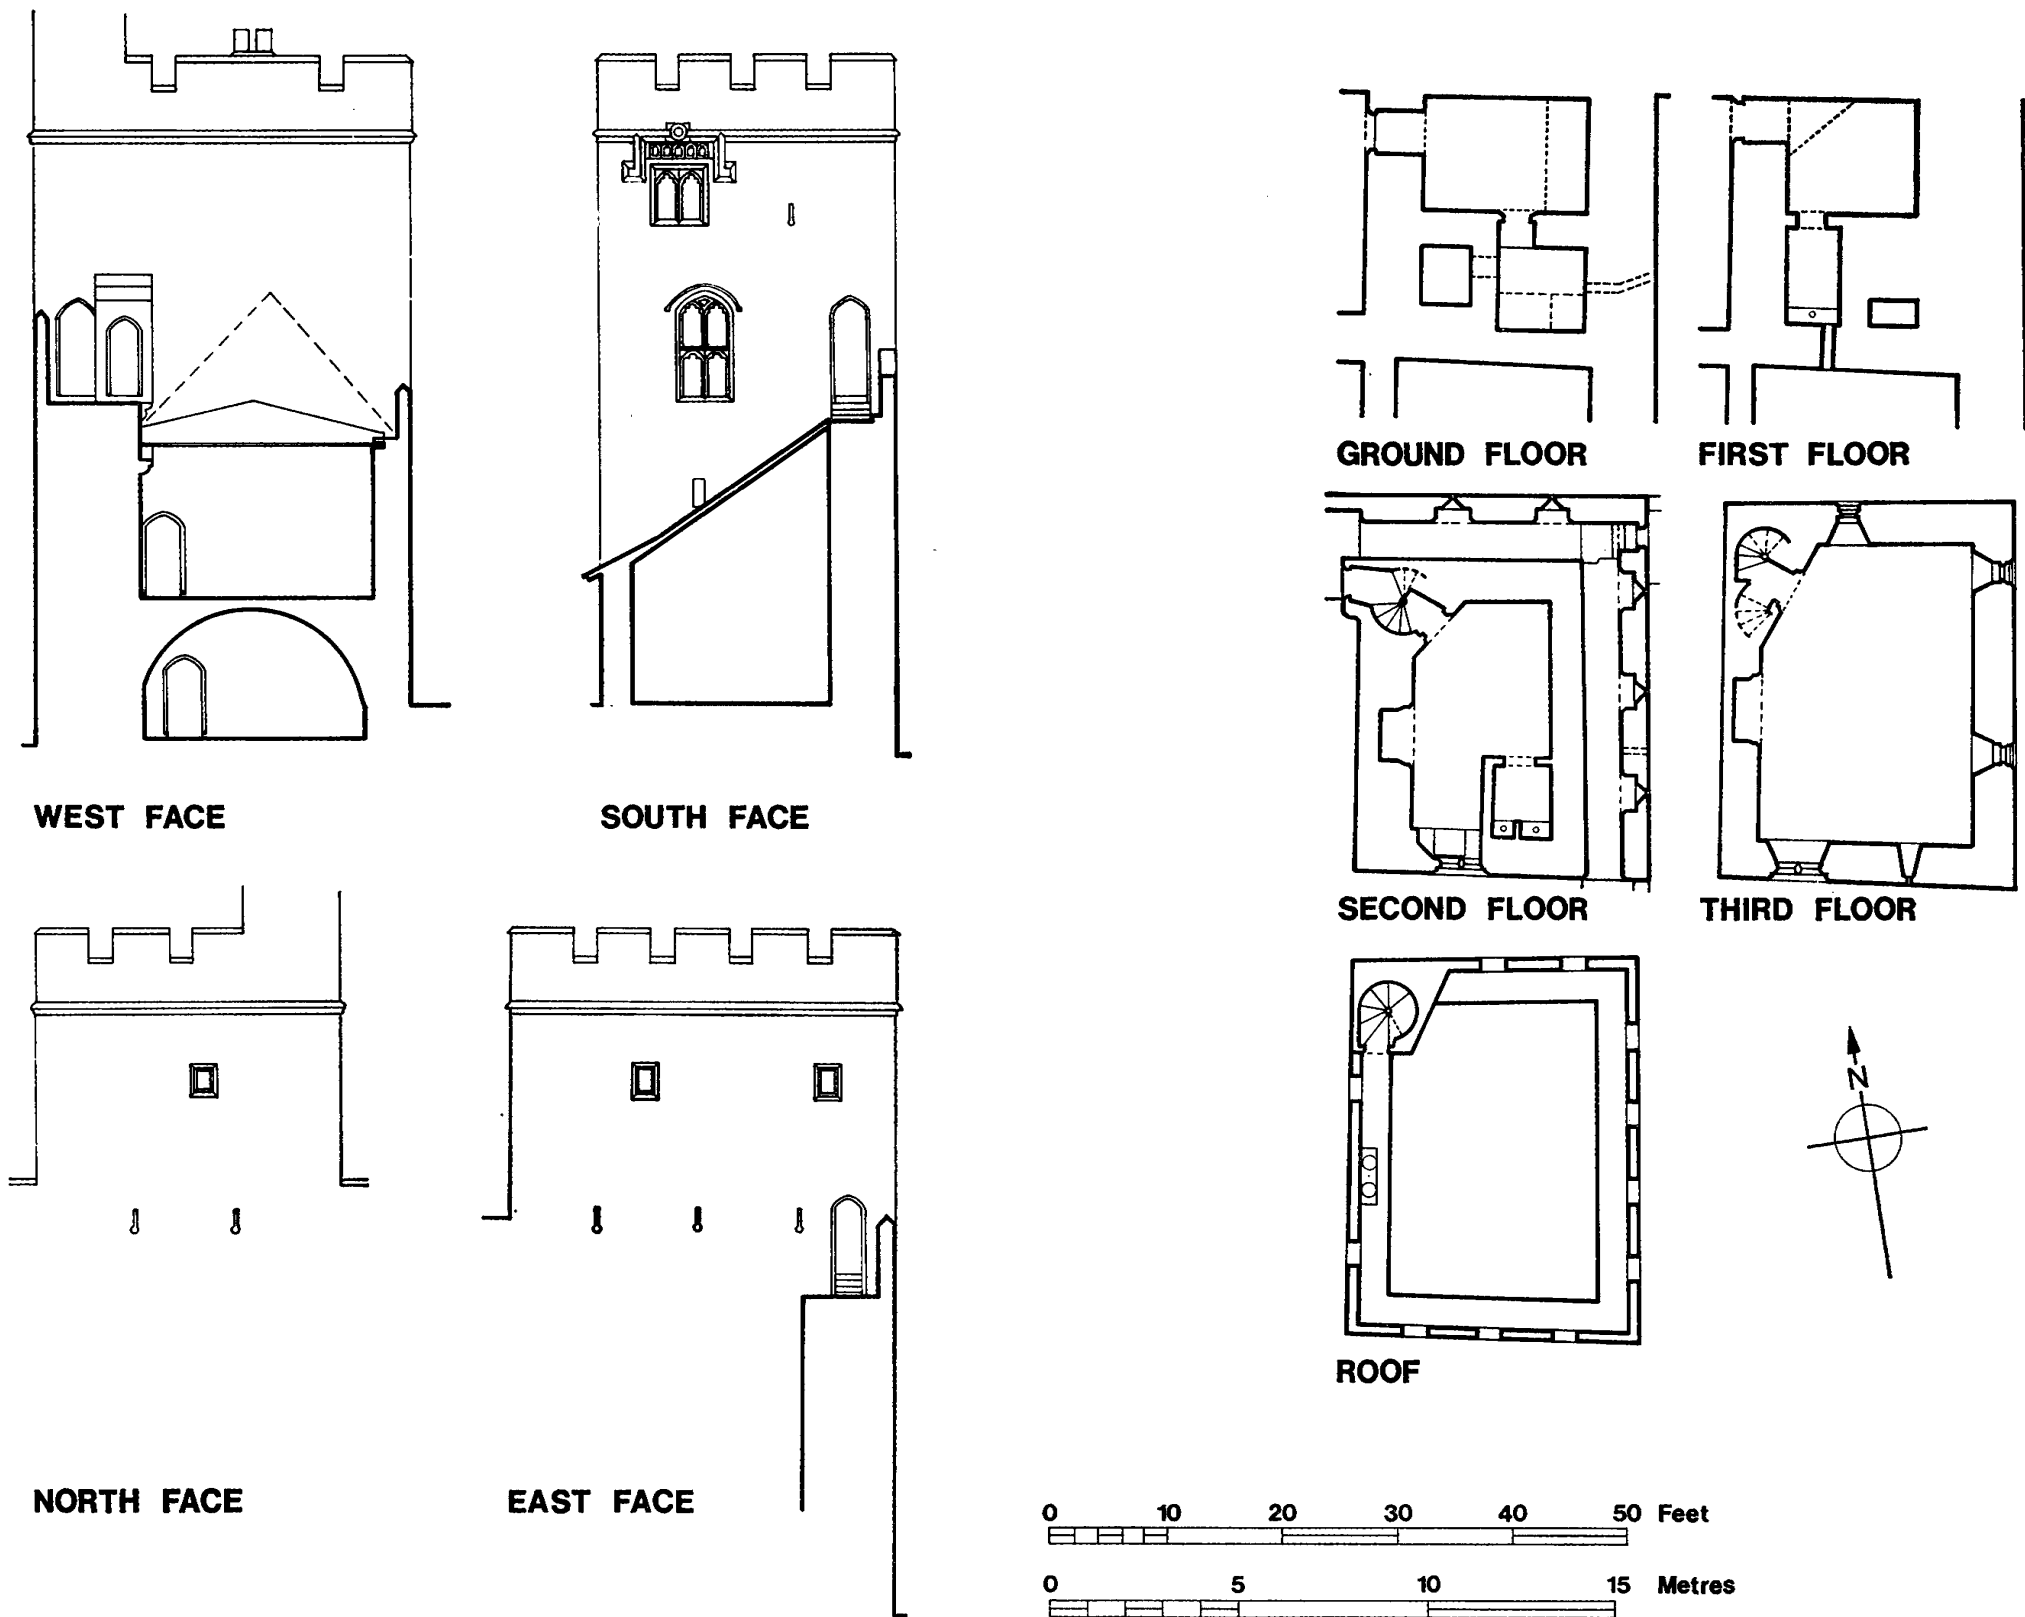 WEST FACE
SOUTH FACE
GROUND FLOOR
FIRST FLOOR
SECOND FLOOR
THIRD FLOOR
ROOF
N
NORTH FACE
EAST FACE
0 10 20 30 40 50 Feet
0 5 10 15 Metres